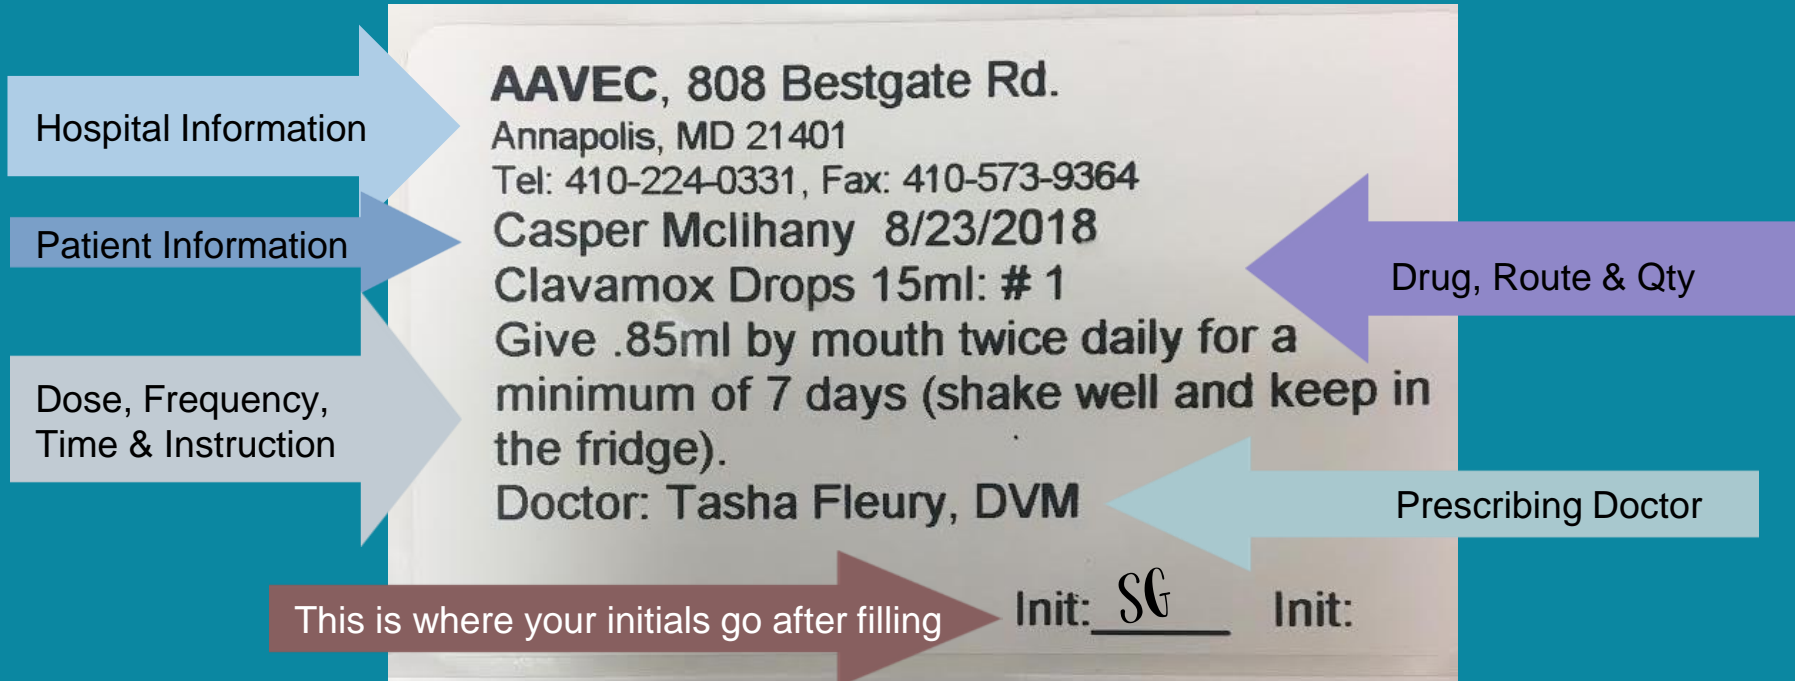 Hospital Information
Patient Information
Dose, Frequency,
Time & Instruction
AAVEC, 808 Bestgate Rd.
Annapolis, MD 21401
Tel: 410-224-0331, Fax: 410-573-9364
Casper Mclihany 8/23/2018
Clavamox Drops 15ml: # 1
Give .85ml by mouth twice daily for a
minimum of 7 days (shake well and keep in
the fridge).
Doctor: Tasha Fleury, DVM
Init: SG Init:
Drug, Route & Qty
Prescribing Doctor
This is where your initials go after filling